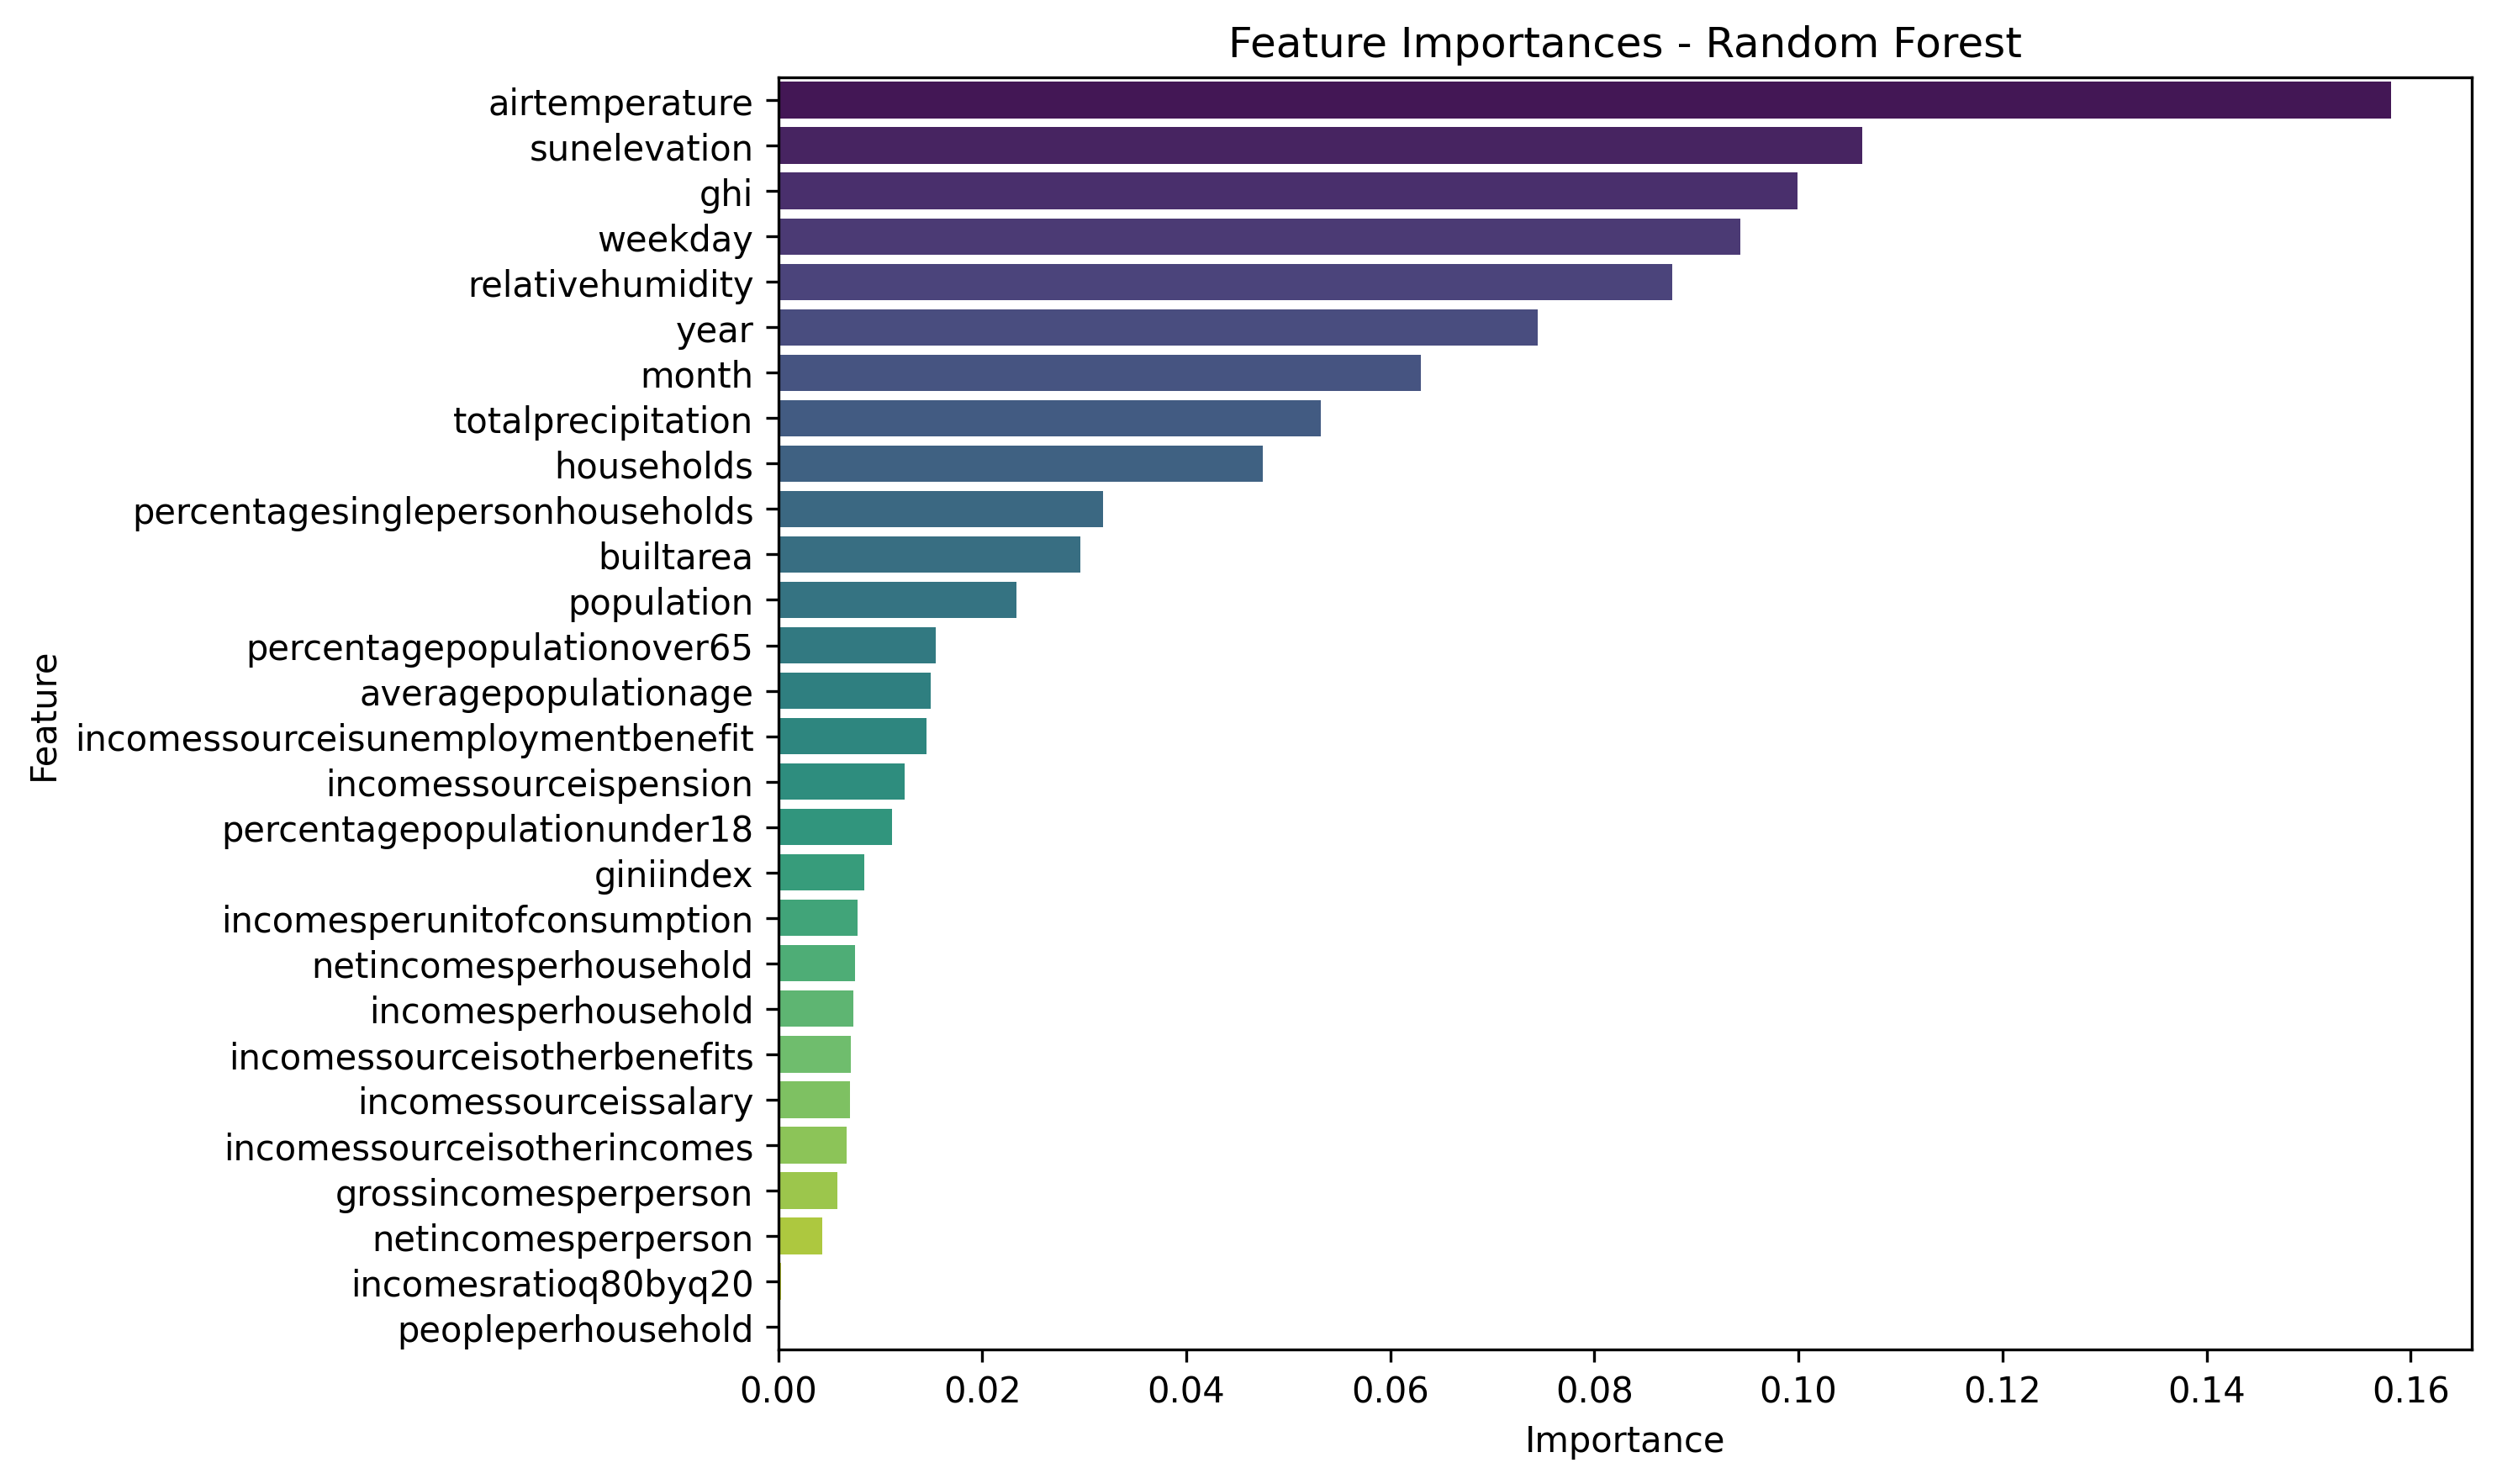 Feature Importances - Random Forest
airtemperature
sunelevation
ghi
weekday
relativehumidity
year
month
totalprecipitation
households
percentagesinglepersonhouseholds
builtarea
population
percentagepopulationover65
averagepopulationage
incomessourceisunemploymentbenefit
incomessourceispension
percentagepopulationunder18
giniindex
incomesperunitofconsumption
netincomesperhousehold
incomesperhousehold
incomessourceisotherbenefits
incomessourceissalary
incomessourceisotherincomes
grossincomesperperson
netincomesperperson
incomesratioq80byq20
peopleperhousehold
Feature
0.00 0.02 0.04 0.06 0.08 0.10 0.12 0.14 0.16
Importance